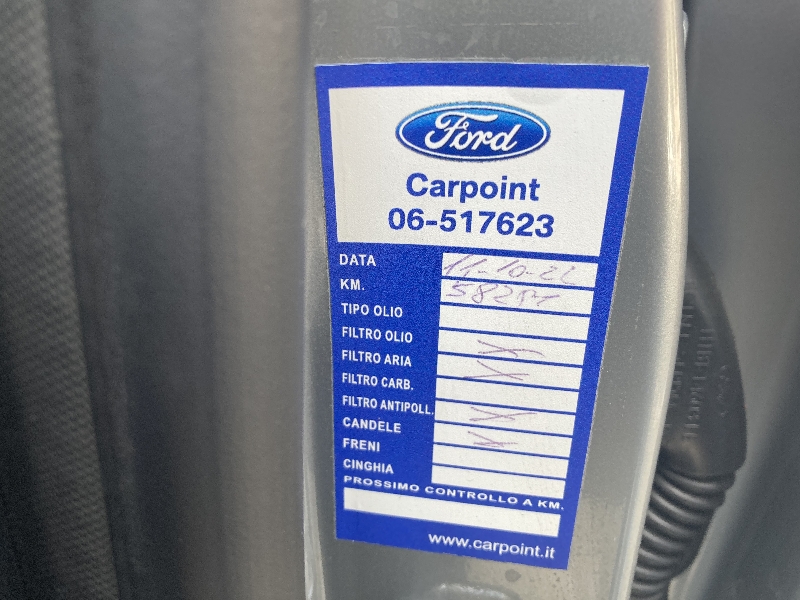 Ford
Carpoint
06-517623
DATA 11-10-22
KM.
TIPO OLIO
FILTRO OLIO X
FILTRO ARIA X
FILTRO CARB.
FILTRO ANTIPOLL. X
CANDELE X
FRENI
CINGHIA
PROSSIMO CONTROLLO A KM.
www.carpoint.it